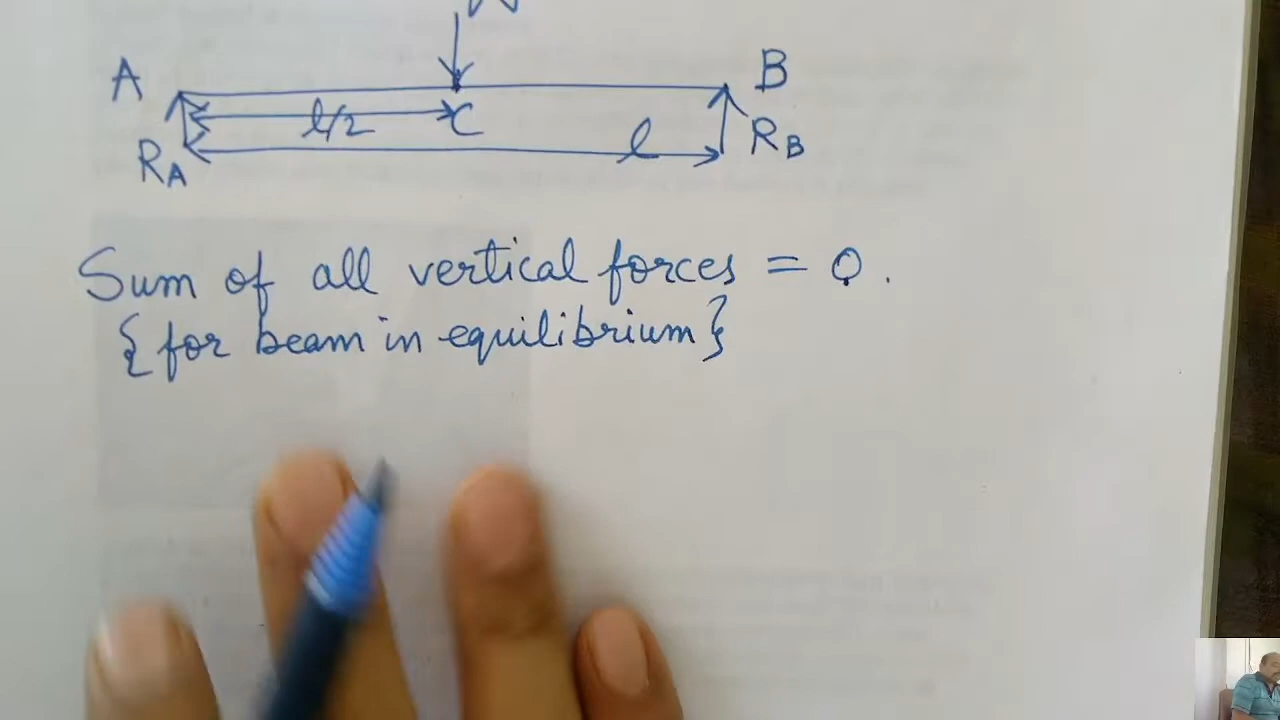 W
A
B
l/2
C
l
RA
RB
Sum of all vertical forces = 0.
{for beam in equilibrium}